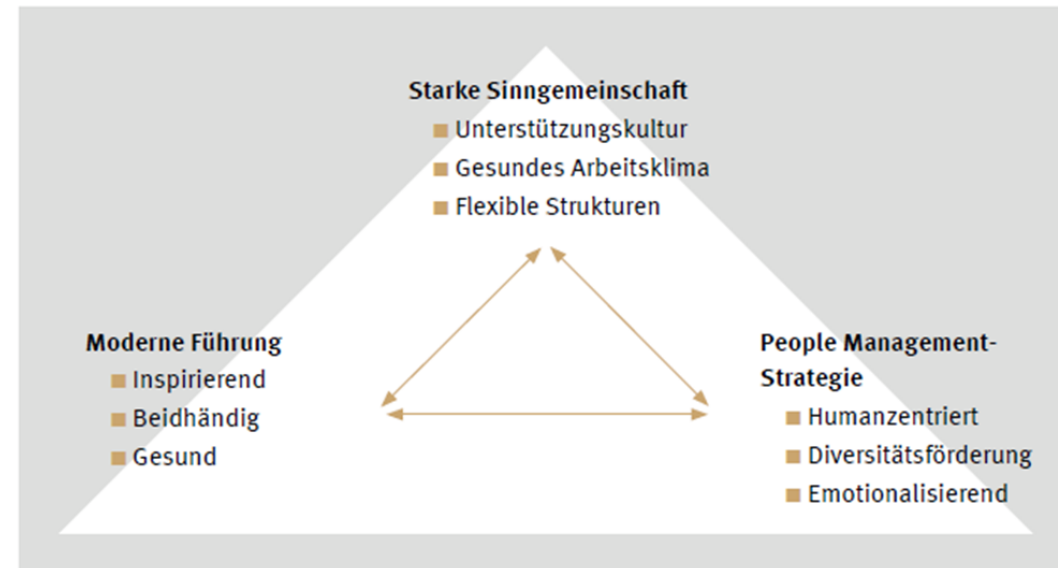 Starke Sinngemeinschaft
■ Unterstützungskultur
■ Gesundes Arbeitsklima
■ Flexible Strukturen
Moderne Führung
■ Inspirierend
■ Beidhändig
■ Gesund
People Management-
Strategie
■ Humanzentriert
■ Diversitätsförderung
■ Emotionalisierend